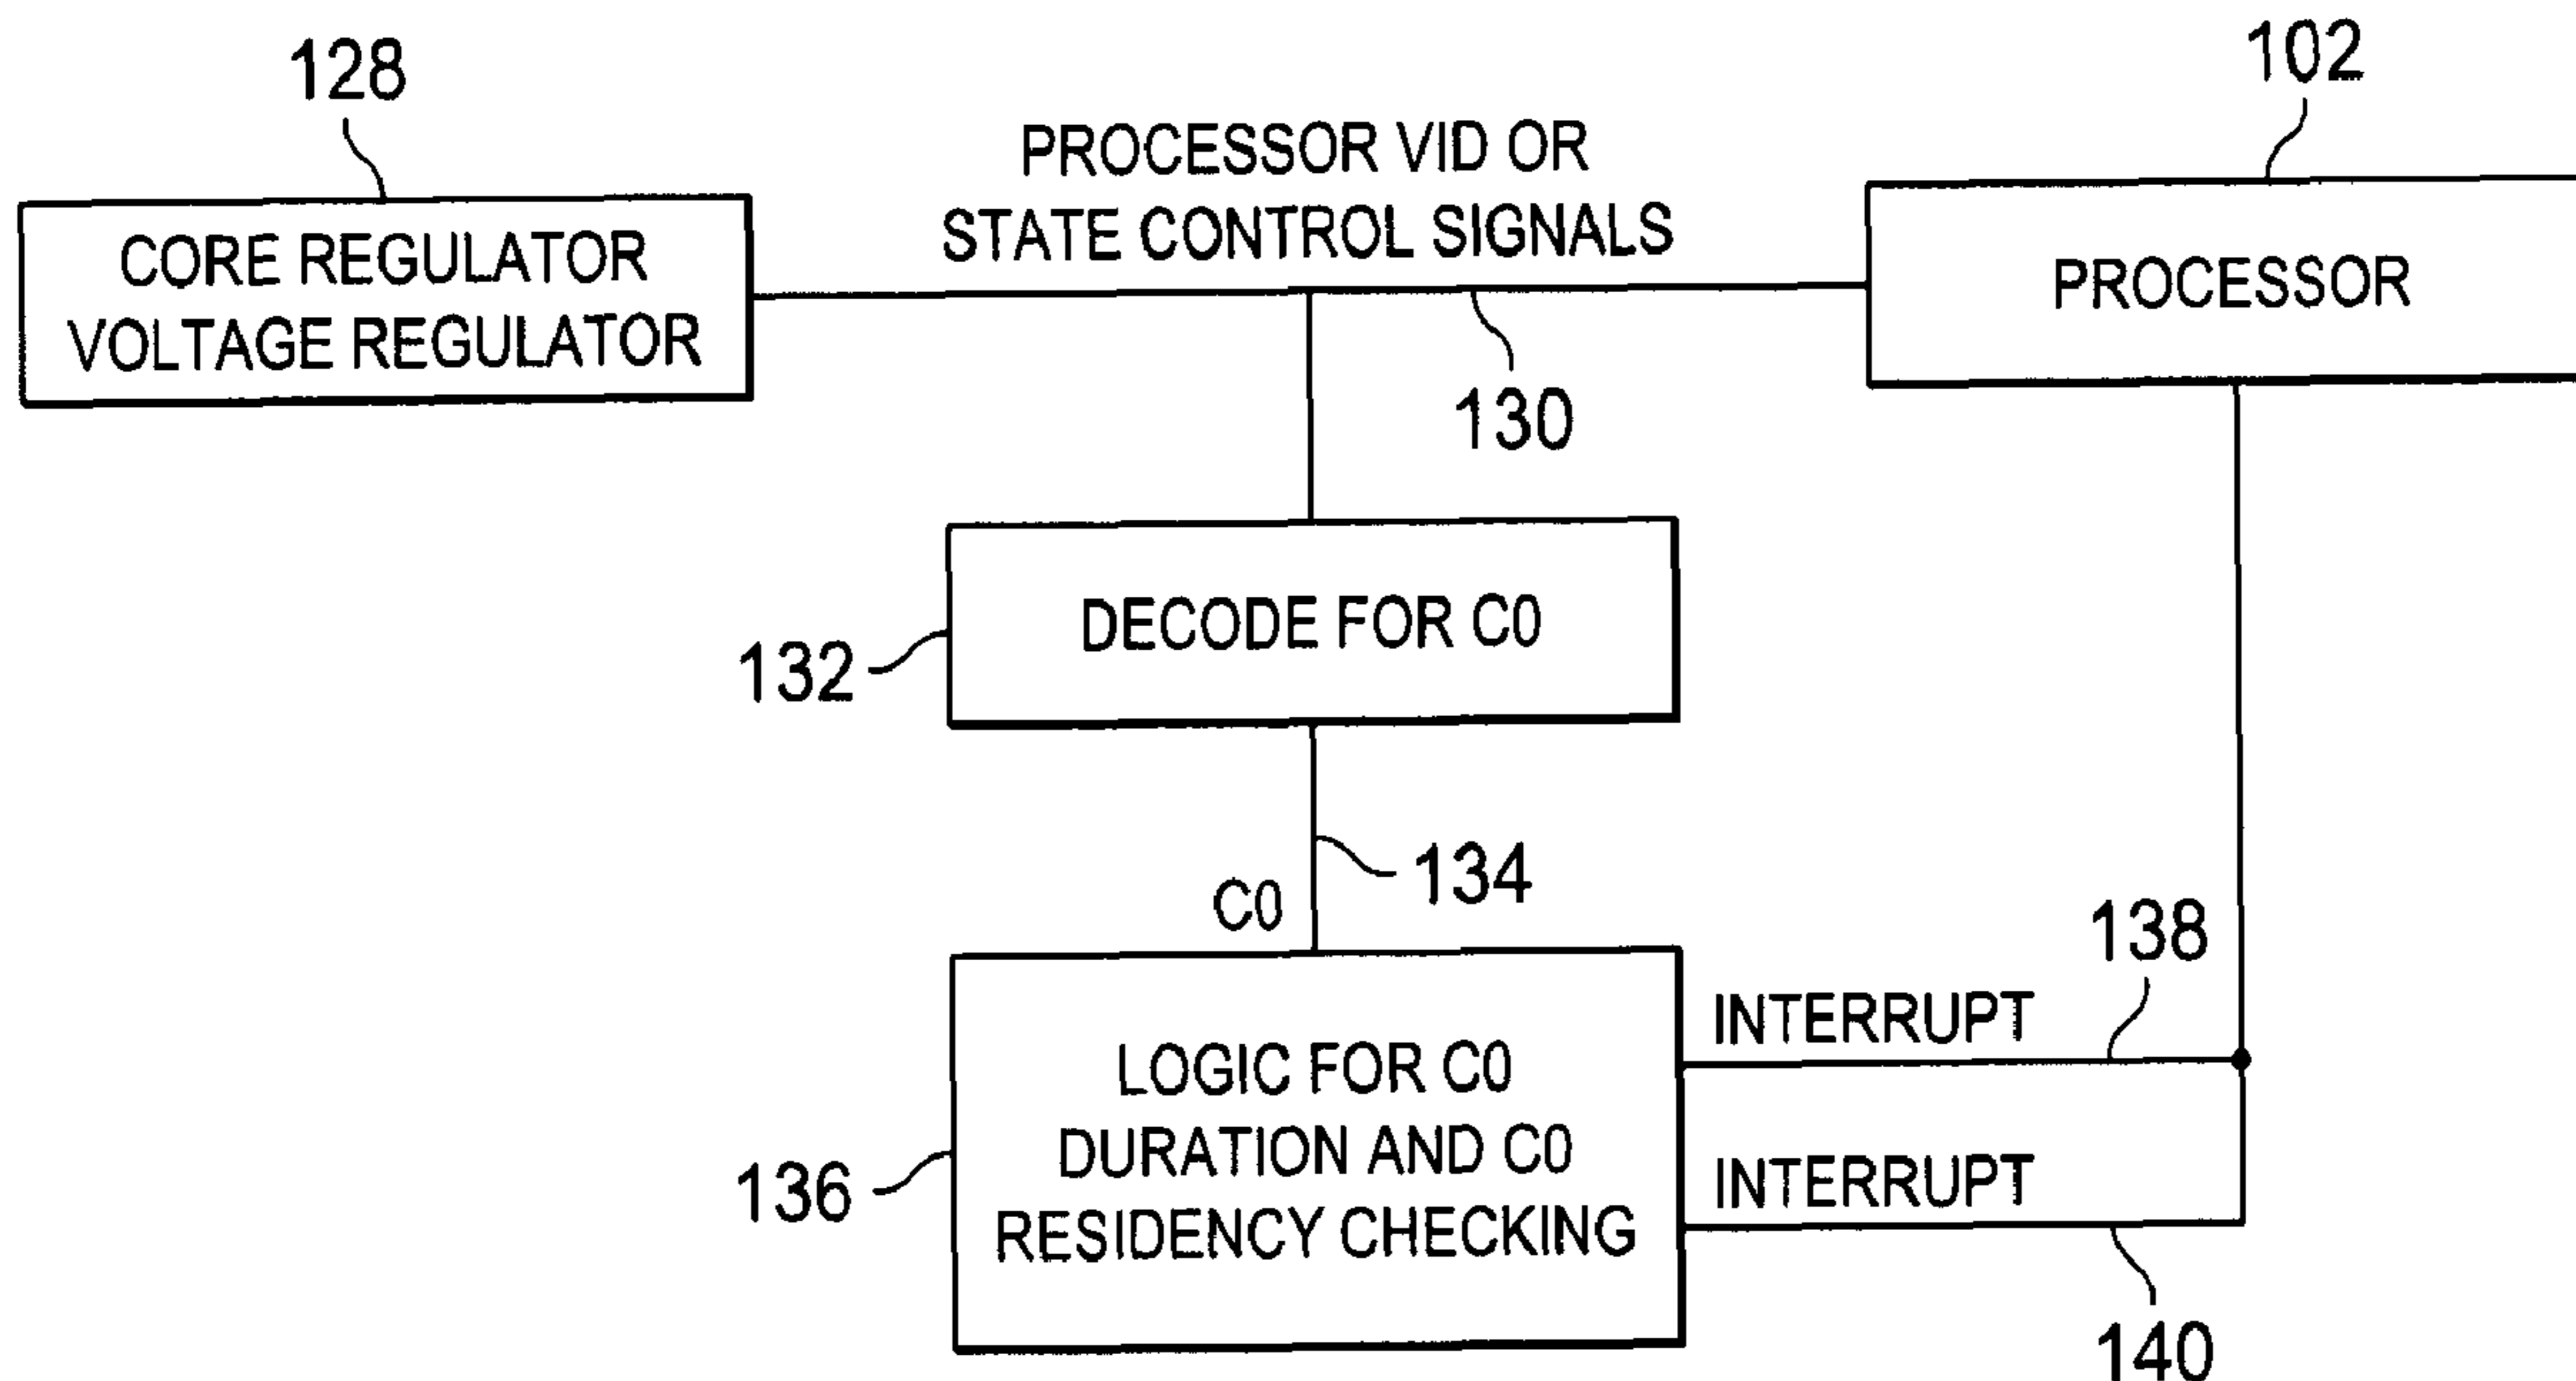 128
102
PROCESSOR VID OR
STATE CONTROL SIGNALS
CORE REGULATOR
VOLTAGE REGULATOR
PROCESSOR
130
DECODE FOR C0
132
134
C0
138
INTERRUPT
LOGIC FOR C0
DURATION AND C0
RESIDENCY CHECKING
136
INTERRUPT
140